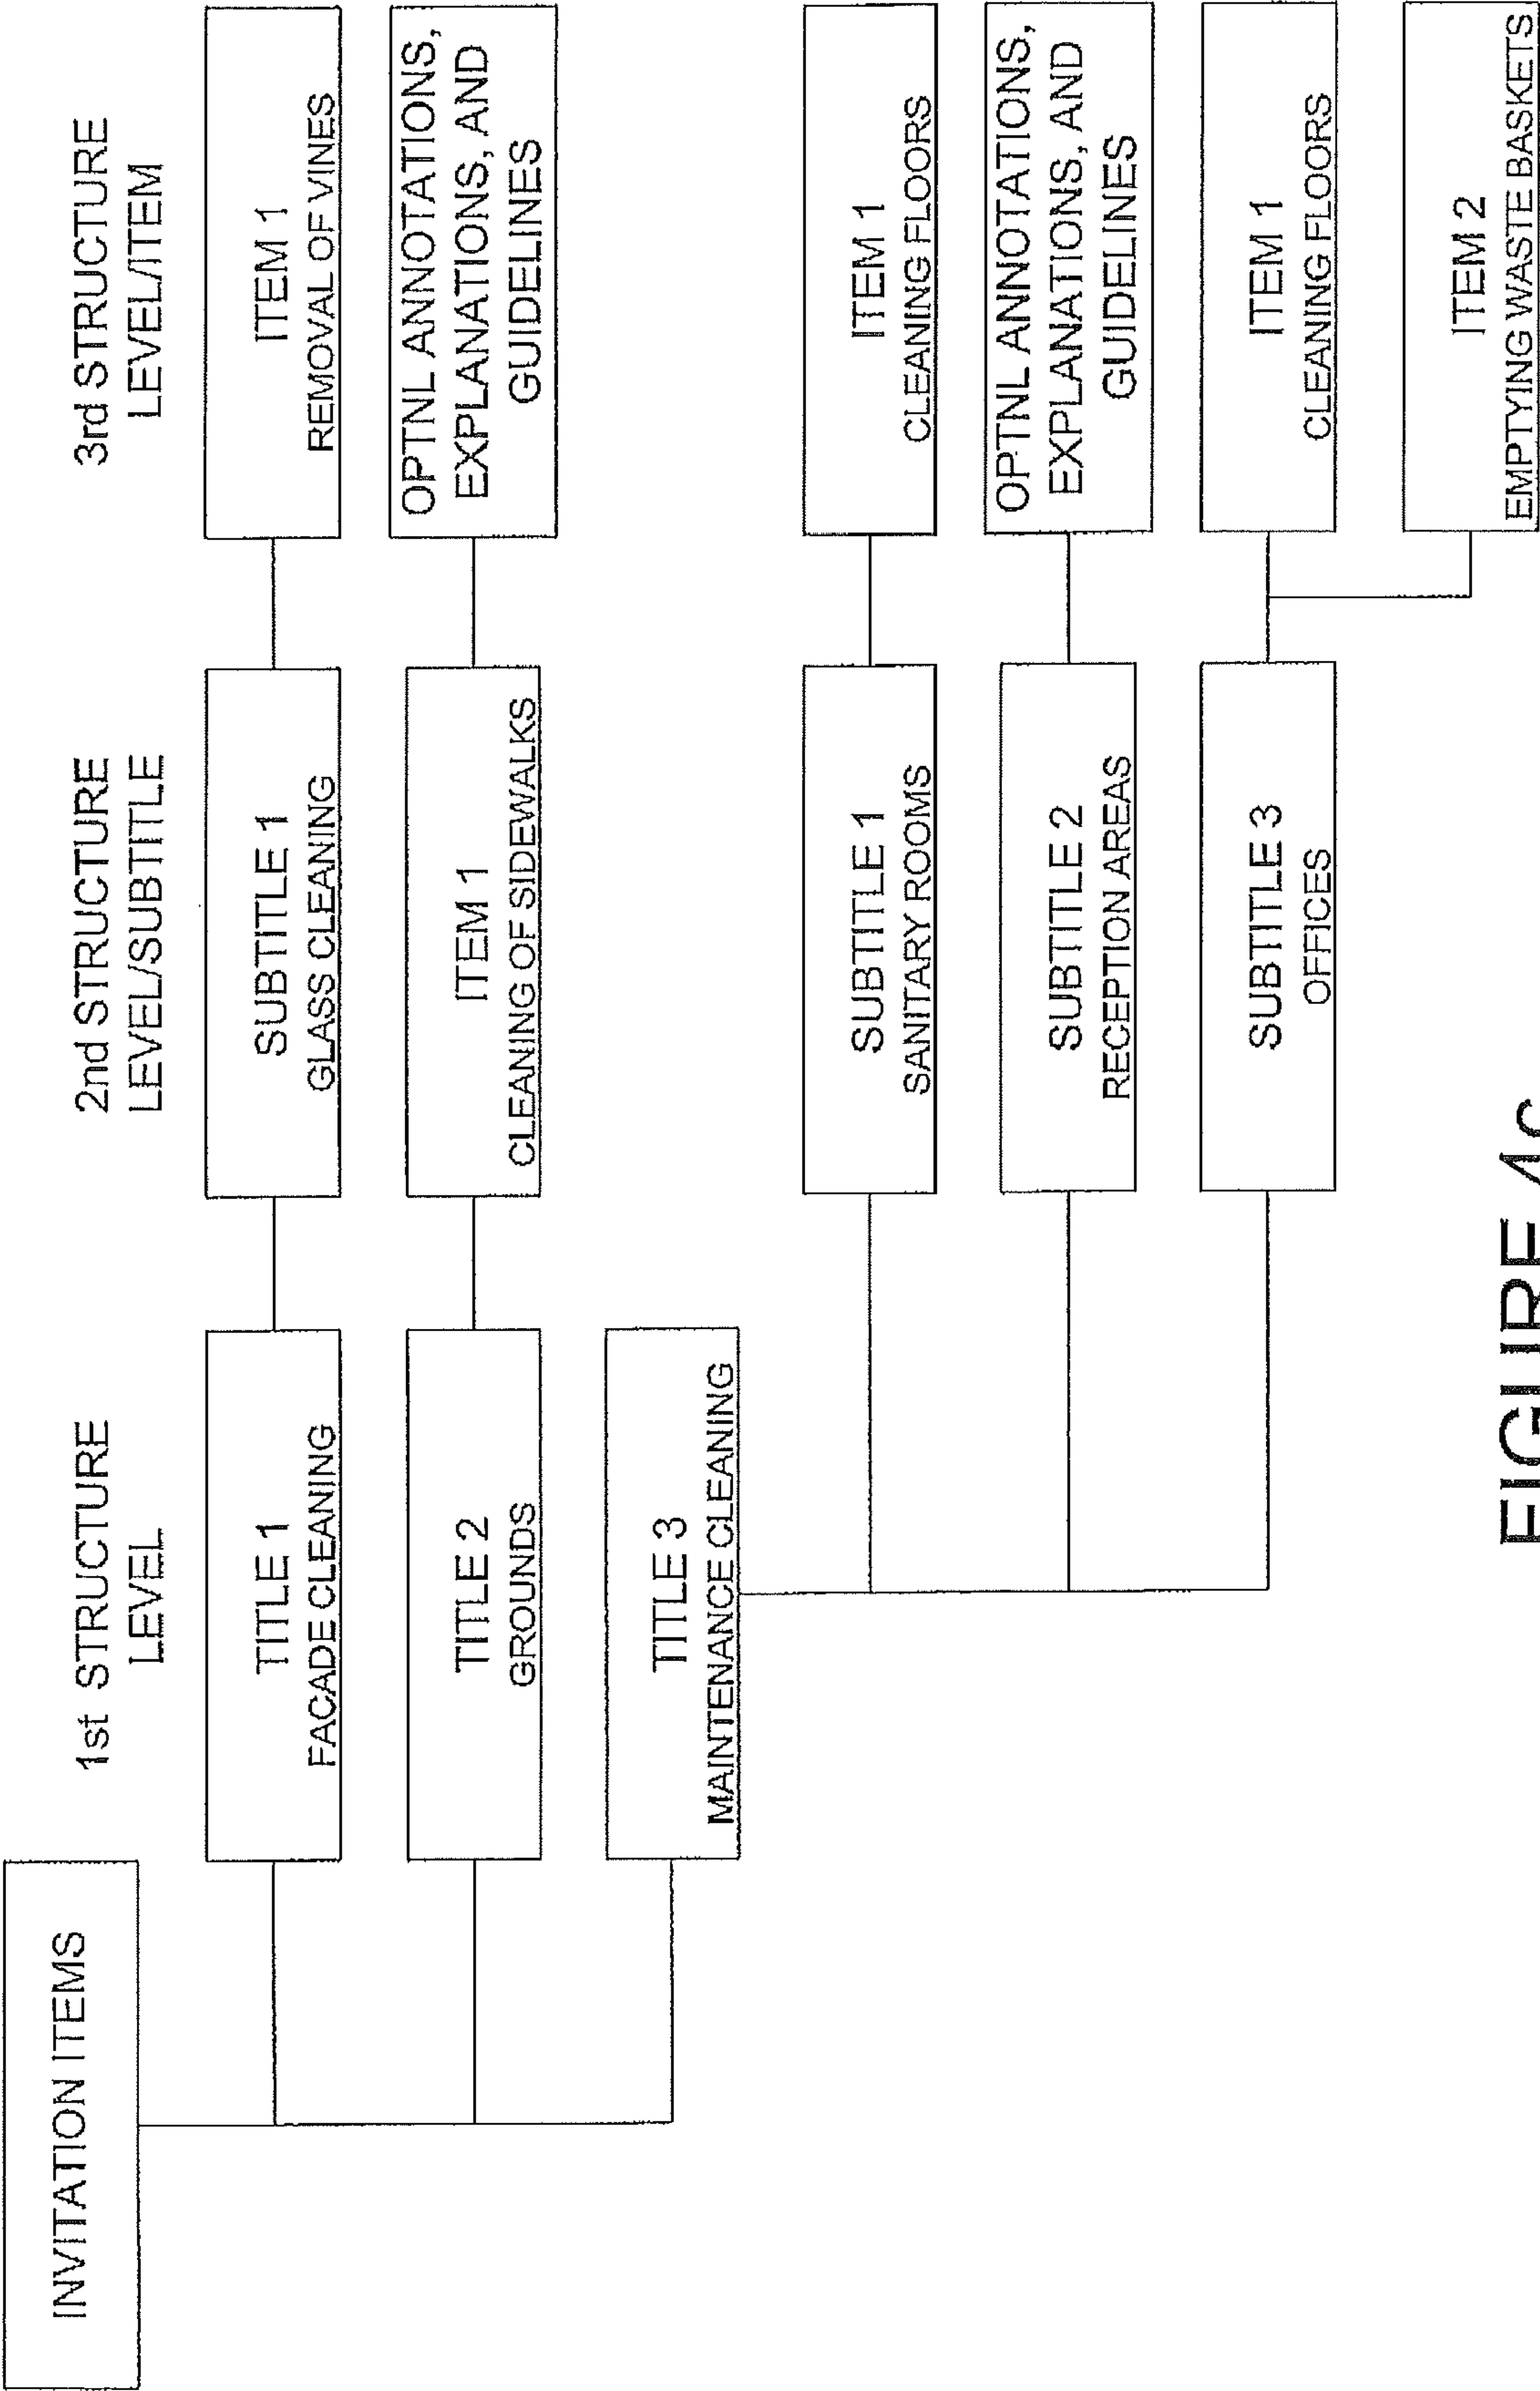 INVITATION ITEMS
1st STRUCTURE
LEVEL
2nd STRUCTURE
LEVEL/SUBTITLE
3rd STRUCTURE
LEVEL/ITEM
TITLE 1
FACADE CLEANING
SUBTITLE 1
GLASS CLEANING
ITEM 1
REMOVAL OF VINES
TITLE 2
GROUNDS
ITEM 1
CLEANING OF SIDEWALKS
OPTNL ANNOTATIONS,
EXPLANATIONS, AND
GUIDELINES
TITLE 3
MAINTENANCE CLEANING
SUBTITLE 1
SANITARY ROOMS
ITEM 1
CLEANING FLOORS
SUBTITLE 2
RECEPTION AREAS
OPTNL ANNOTATIONS,
EXPLANATIONS, AND
GUIDELINES
SUBTITLE 3
OFFICES
ITEM 1
CLEANING FLOORS
ITEM 2
EMPTYING WASTE BASKETS
FIGURE 4c